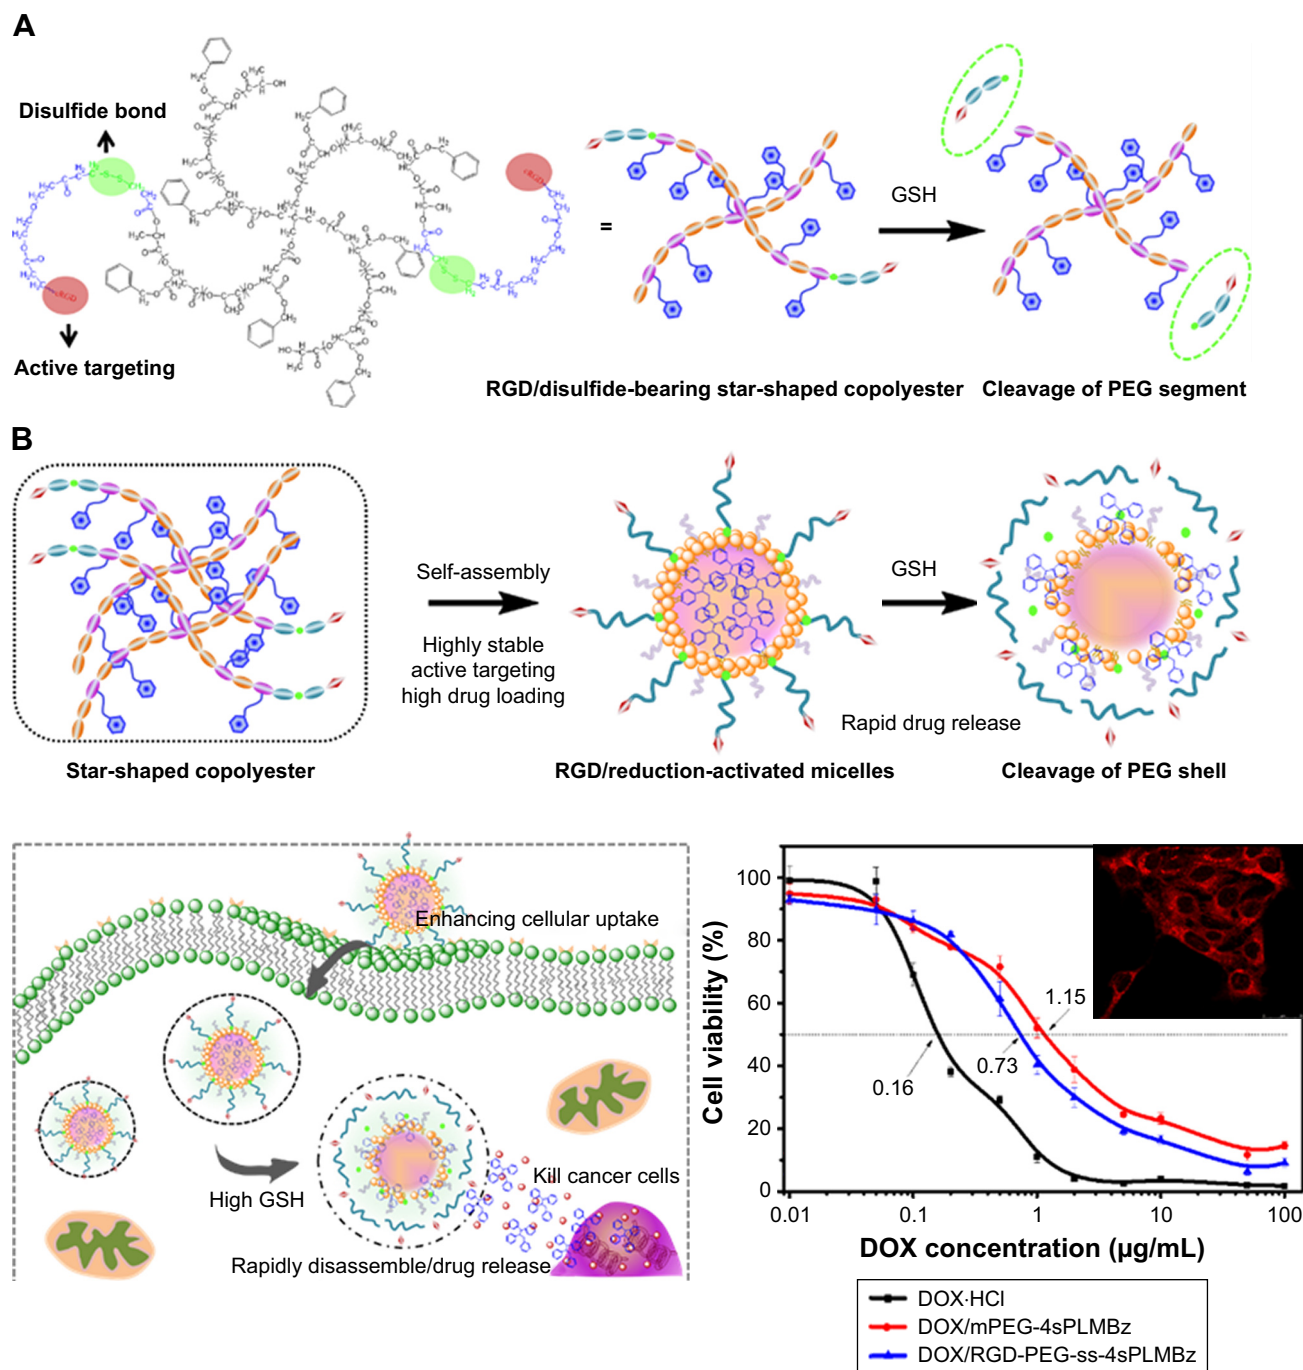 A
Disulfide bond
Active targeting
cRGD
cRGD
=
GSH
RGD/disulfide-bearing star-shaped copolyester
Cleavage of PEG segment
B
Self-assembly
Highly stable
active targeting
high drug loading
GSH
Rapid drug release
Star-shaped copolyester
RGD/reduction-activated micelles
Cleavage of PEG shell
Enhancing cellular uptake
High GSH
Kill cancer cells
Rapidly disassemble/drug release
Cell viability (%)
100
80
60
40
20
0
1.15
0.73
0.16
0.01
0.1
1
10
100
DOX concentration (µg/mL)
DOX·HCl
DOX/mPEG-4sPLMBz
DOX/RGD-PEG-ss-4sPLMBz